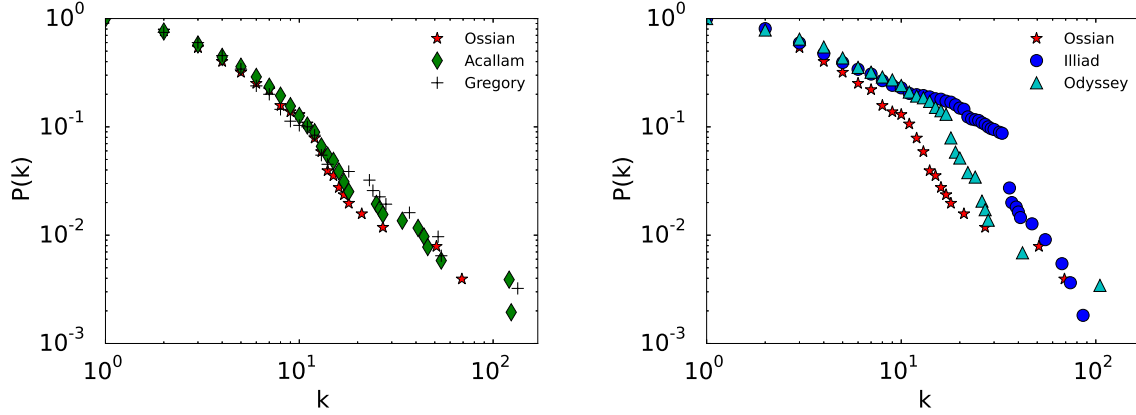 10^0
10^-1
10^-2
10^-3
P(k)
10^0
10^1
10^2
k
Ossian
Acallam
Gregory
10^0
10^-1
10^-2
10^-3
P(k)
10^0
10^1
10^2
k
Ossian
Illiad
Odyssey